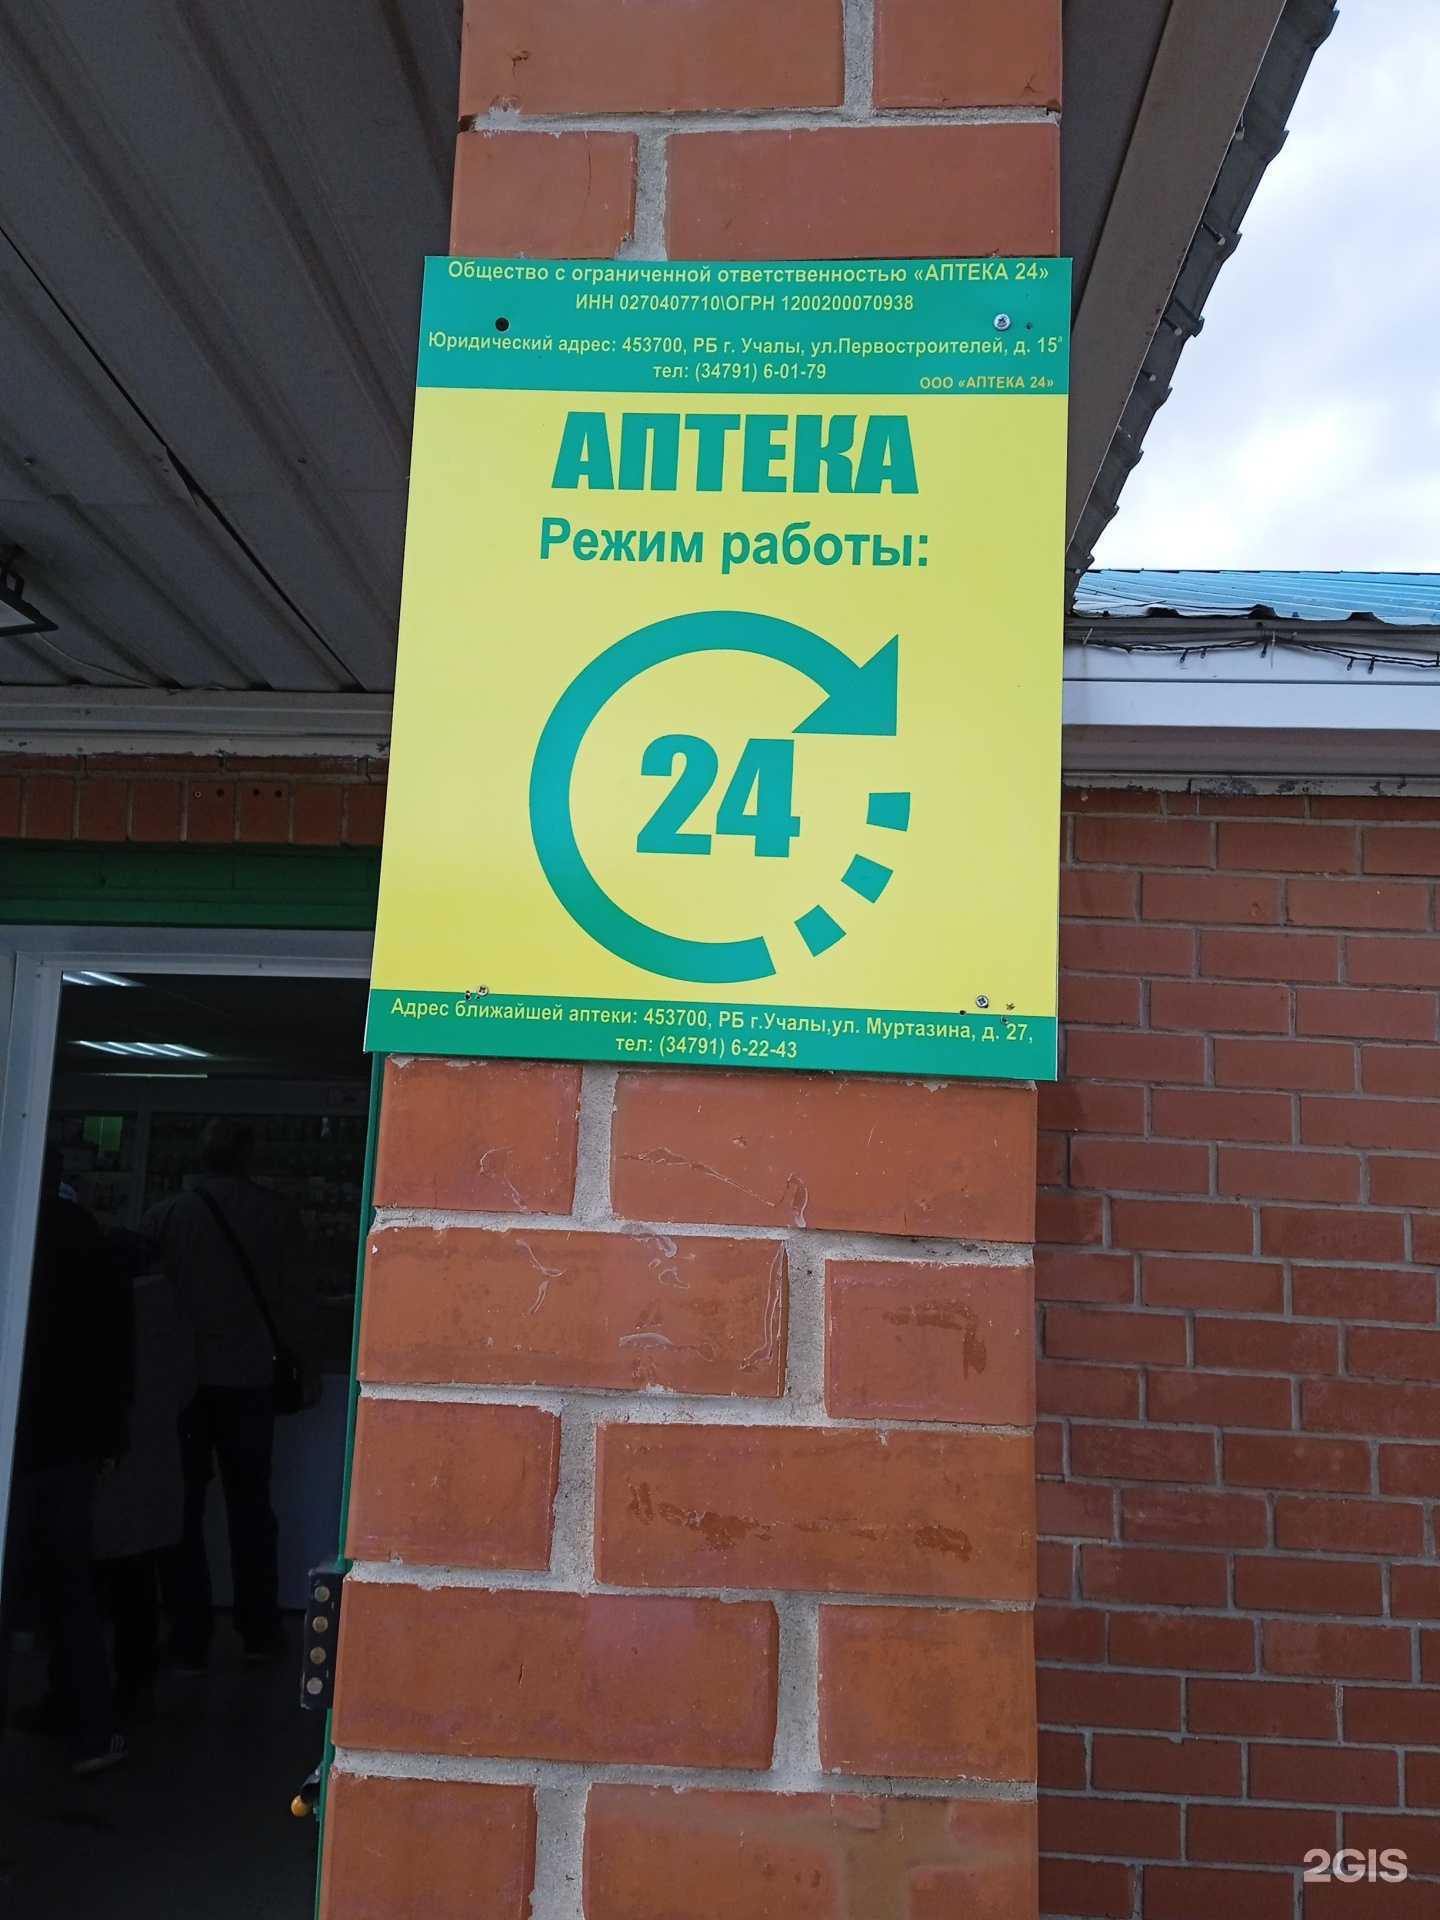 Общество с ограниченной ответственностью «АПТЕКА 24»
ИНН 0270407710\ОГРН 1200200070938
Юридический адрес: 453700, РБ г. Учалы, ул.Первостроителей, д. 15а
тел: (34791) 6-01-79
ООО «АПТЕКА 24»
АПТЕКА
Режим работы:
24
Адрес ближайшей аптеки: 453700, РБ г.Учалы,ул. Муртазина, д. 27,
тел: (34791) 6-22-43
2GIS